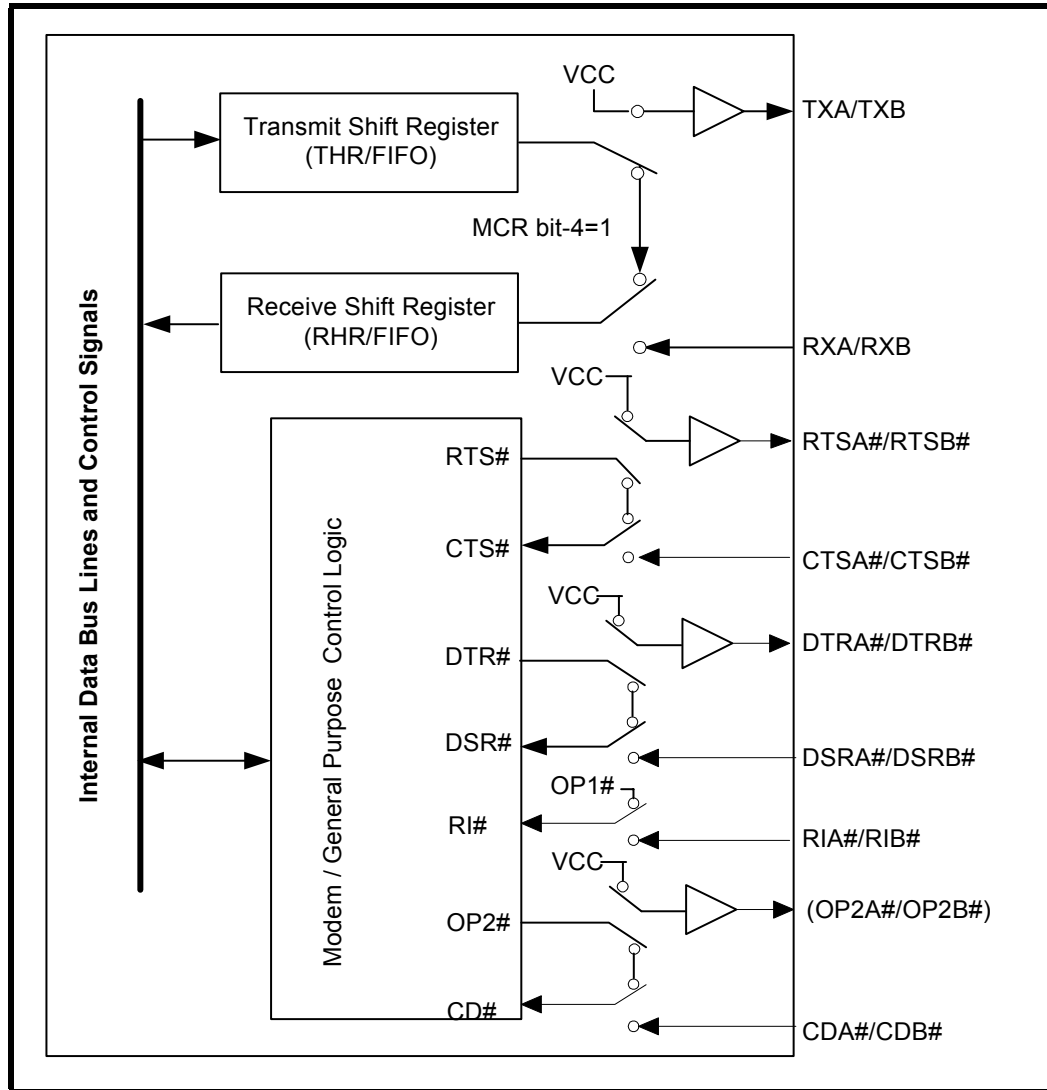 VCC
TXA/TXB
Transmit Shift Register
(THR/FIFO)
MCR bit-4=1
Receive Shift Register
(RHR/FIFO)
RXA/RXB
VCC
RTSA#/RTSB#
RTS#
CTS#
CTSA#/CTSB#
VCC
DTRA#/DTRB#
DTR#
DSR#
DSRA#/DSRB#
OP1#
RI#
RIA#/RIB#
VCC
(OP2A#/OP2B#)
OP2#
CD#
CDA#/CDB#
Internal Data Bus Lines and Control Signals
Modem / General Purpose Control Logic